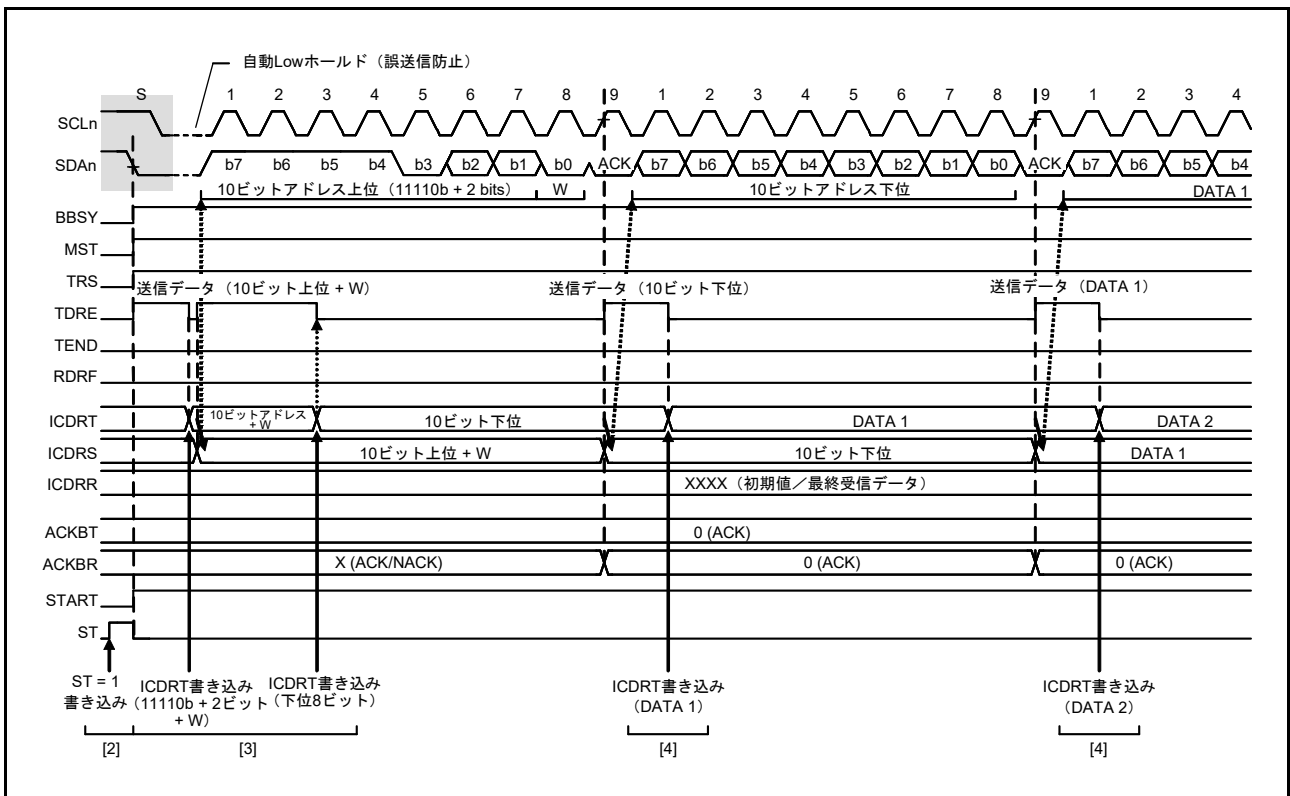 自動Lowホールド（誤送信防止）
S 1 2 3 4 5 6 7 8 9 1 2 3 4 5 6 7 8 9 1 2 3 4
SCLn
SDAn b7 b6 b5 b4 b3 b2 b1 b0 ACK b7 b6 b5 b4 b3 b2 b1 b0 ACK b7 b6 b5 b4
10ビットアドレス上位（11110b + 2 bits） W 10ビットアドレス下位 DATA 1
BBSY
MST
TRS
送信データ（10ビット上位 + W） 送信データ（10ビット下位） 送信データ（DATA 1）
TDRE
TEND
RDRF
ICDRT 10ビットアドレス + W 10ビット下位 DATA 1 DATA 2
ICDRS 10ビット上位 + W 10ビット下位 DATA 1
ICDRR XXXX（初期値／最終受信データ）
ACKBT 0 (ACK)
ACKBR X (ACK/NACK) 0 (ACK) 0 (ACK)
START
ST
ST = 1
書き込み
ICDRT書き込み
（11110b + 2ビット
+ W）
ICDRT書き込み
（下位8ビット）
ICDRT書き込み
（DATA 1）
ICDRT書き込み
（DATA 2）
[2] [3] [4] [4]